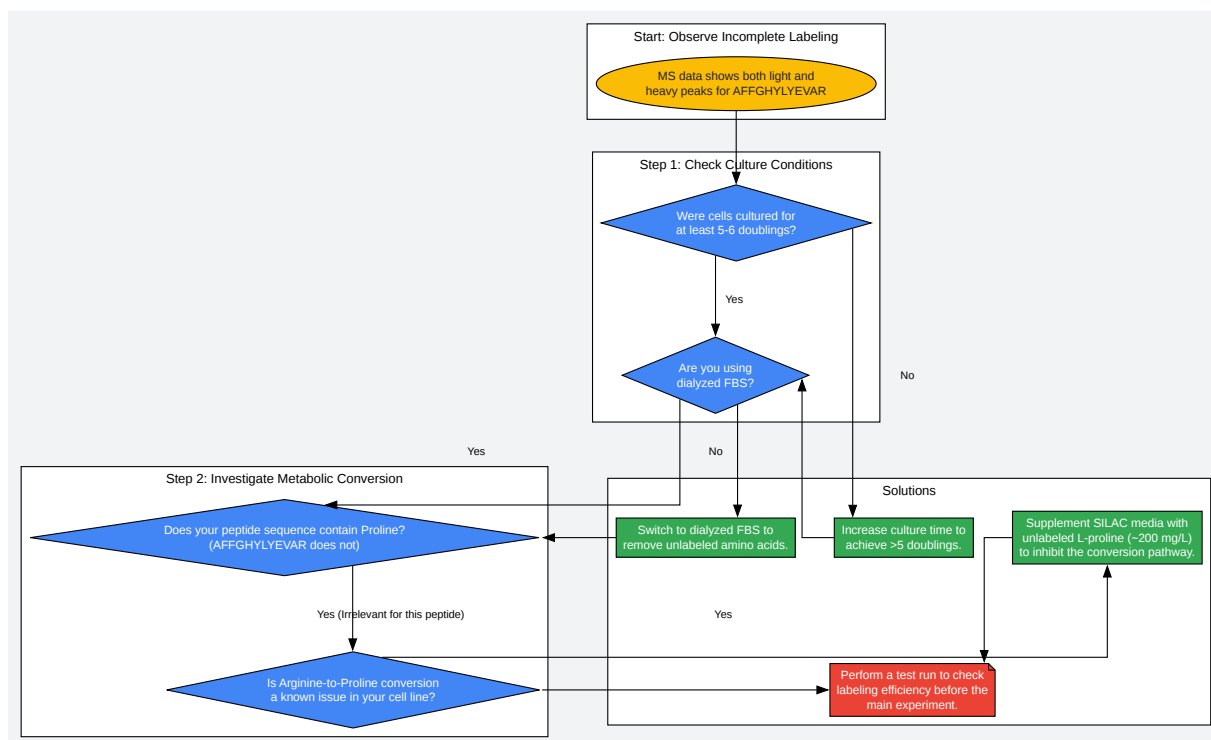 Start: Observe Incomplete Labeling
MS data shows both light and
heavy peaks for AFFGHYLYEVAR
Step 1: Check Culture Conditions
Were cells cultured for
at least 5-6 doublings?
Yes
Are you using
dialyzed FBS?
No
Yes
No
Step 2: Investigate Metabolic Conversion
Does your peptide sequence contain Proline?
(AFFGHYLYEVAR does not)
Yes (Irrelevant for this peptide)
Is Arginine-to-Proline conversion
a known issue in your cell line?
Solutions
Switch to dialyzed FBS to
remove unlabeled amino acids.
Increase culture time to
achieve >5 doublings.
Supplement SILAC media with
unlabeled L-proline (~200 mg/L)
to inhibit the conversion pathway.
Yes
Perform a test run to check
labeling efficiency before the
main experiment.